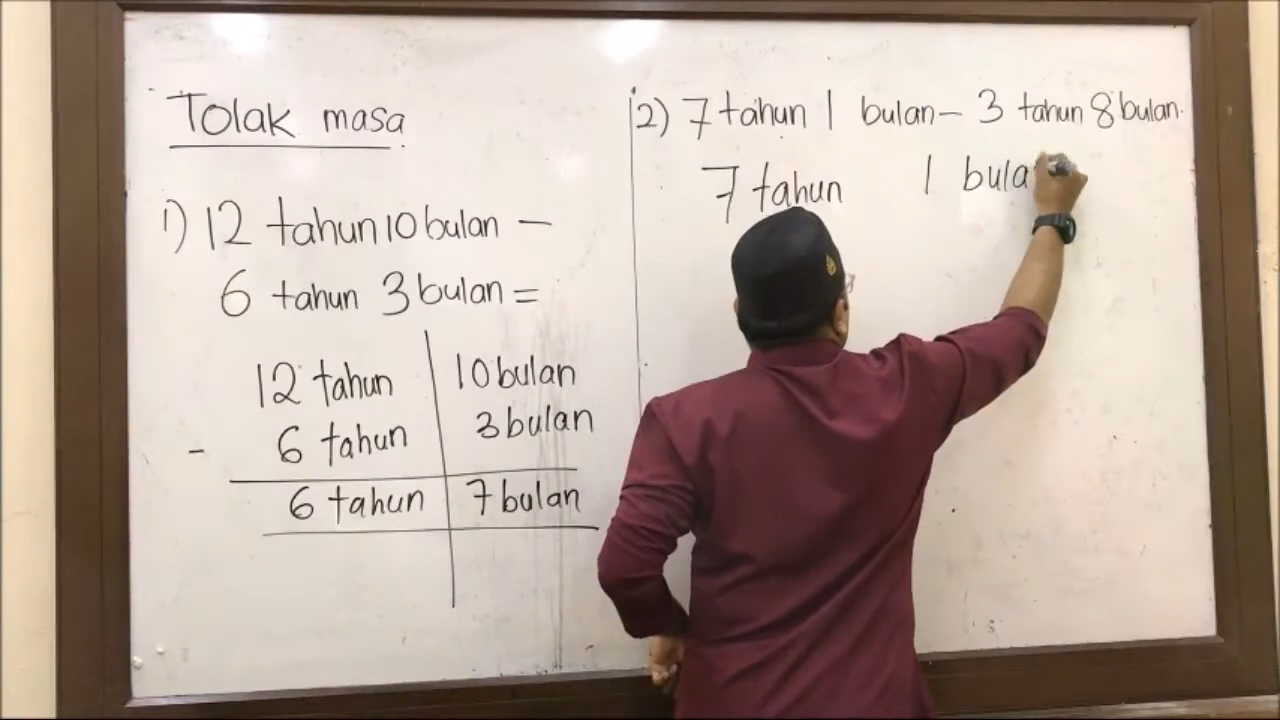 Tolak masa
1) 12 tahun 10 bulan –
6 tahun 3 bulan =
12 tahun 10 bulan
- 6 tahun 3 bulan
6 tahun 7 bulan
2) 7 tahun 1 bulan – 3 tahun 8 bulan
7 tahun 1 bula